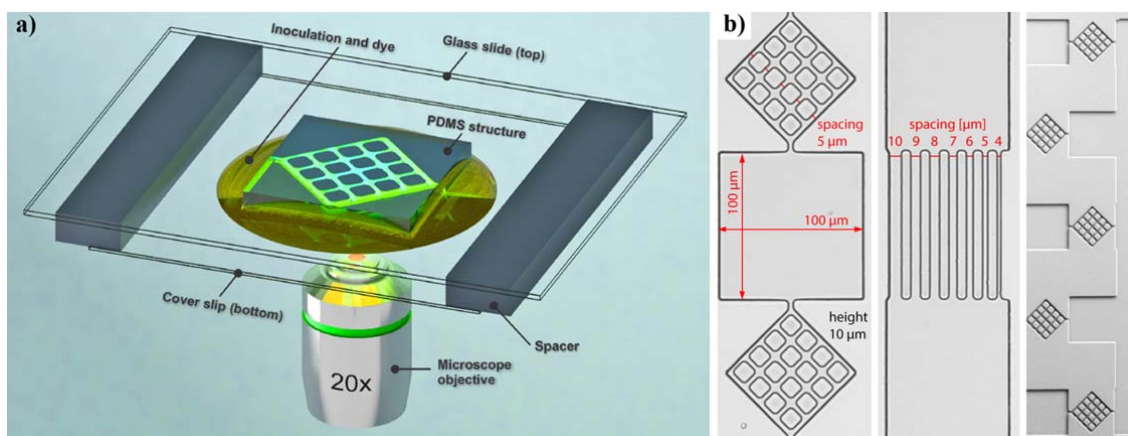 a)
Inoculation and dye
Glass slide (top)
PDMS structure
Cover slip (bottom)
Spacer
Microscope
objective
20x
b)
spacing
5 µm
100 µm
100 µm
height
10 µm
spacing [µm]
10 9 8 7 6 5 4